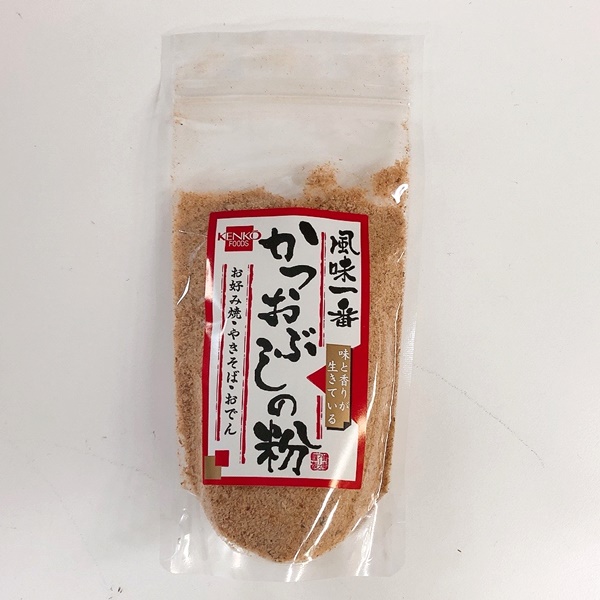 風味一番
味と香りが
生きている
かつおぶしの粉
KENKO
FOODS
お好み焼・やきそば・おでん